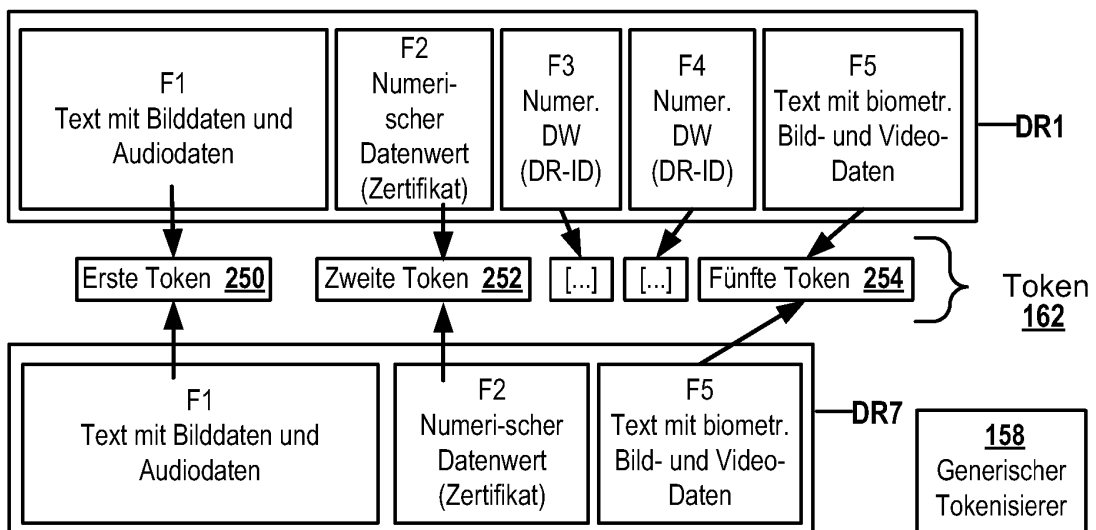 F1
Text mit Bilddaten und
Audiodaten
F2
Numeri-
scher
Datenwert
(Zertifikat)
F3
Numer.
DW
(DR-ID)
F4
Numer.
DW
(DR-ID)
F5
Text mit biometr.
Bild- und Video-
Daten
DR1
Erste Token 250
Zweite Token 252
[...]
[...]
Fünfte Token 254
Token
162
F1
Text mit Bilddaten und
Audiodaten
F2
Numeri-scher
Datenwert
(Zertifikat)
F5
Text mit biometr.
Bild- und Video-
Daten
DR7
158
Generischer
Tokenisierer